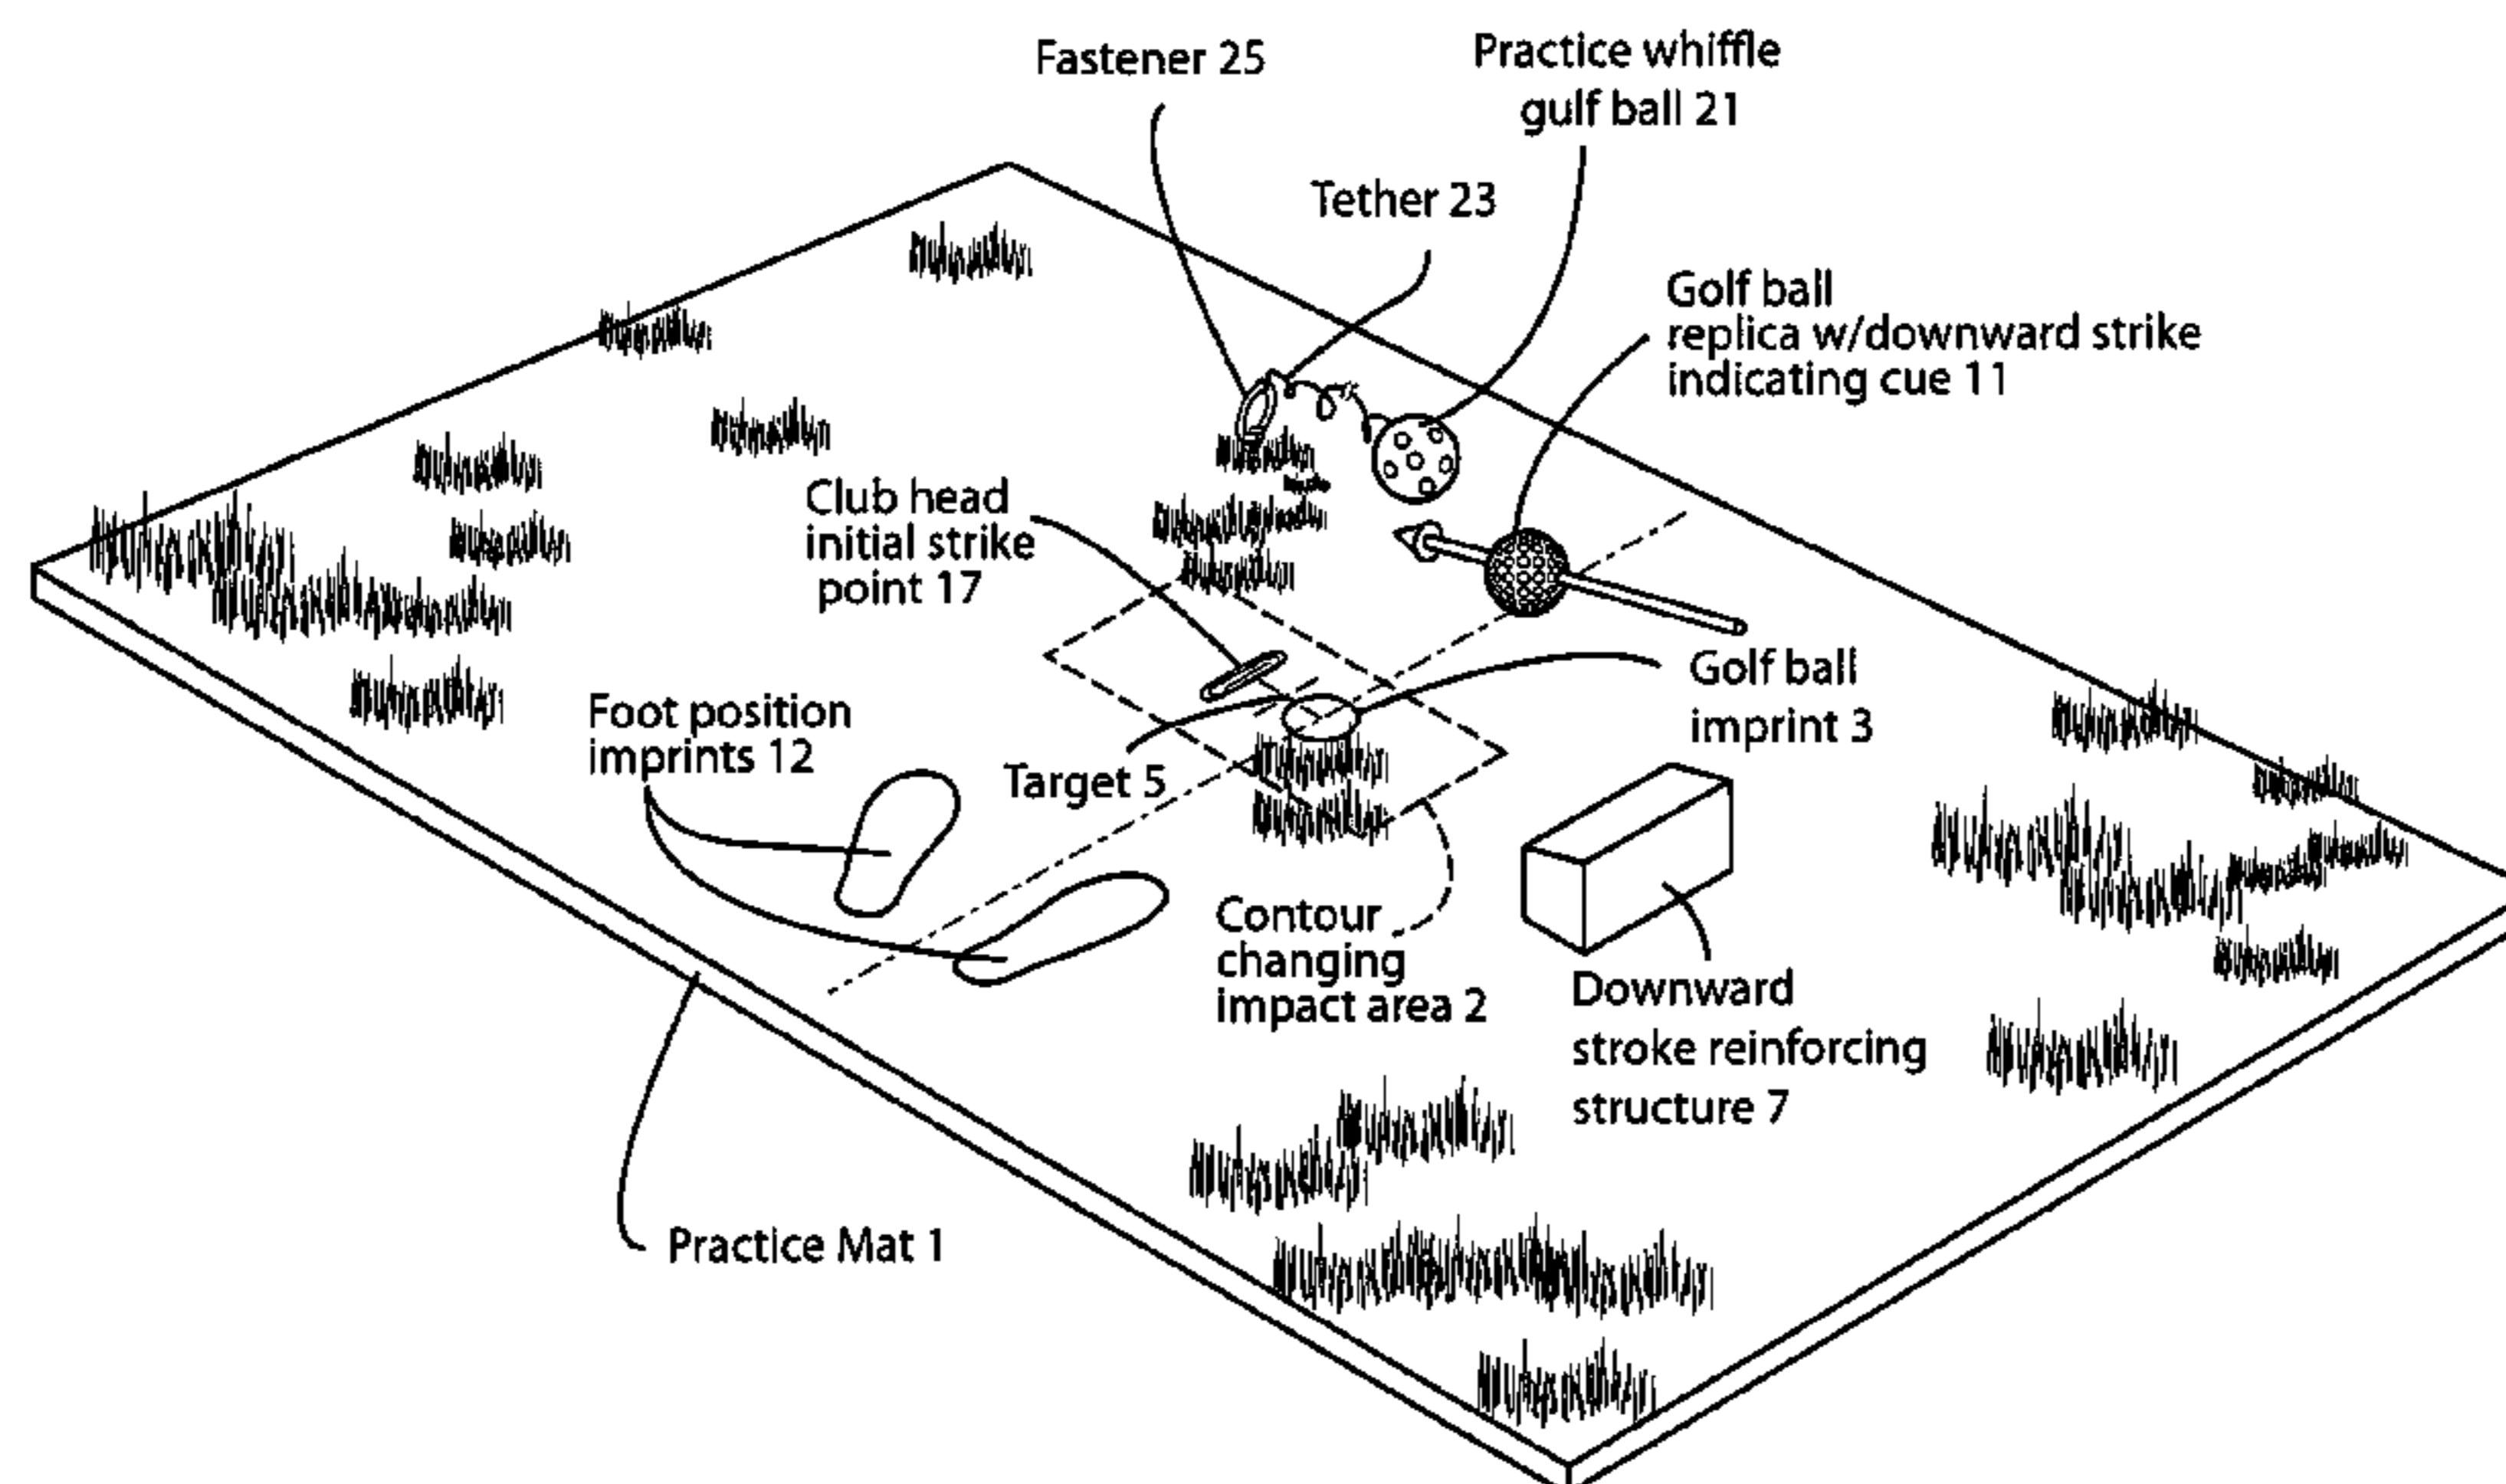 Fastener 25
Practice whiffle
gulf ball 21
Tether 23
Golf ball
replica w/downward strike
indicating cue 11
Club head
initial strike
point 17
Golf ball
imprint 3
Foot position
imprints 12
Target 5
Contour
changing
impact area 2
Downward
stroke reinforcing
structure 7
Practice Mat 1